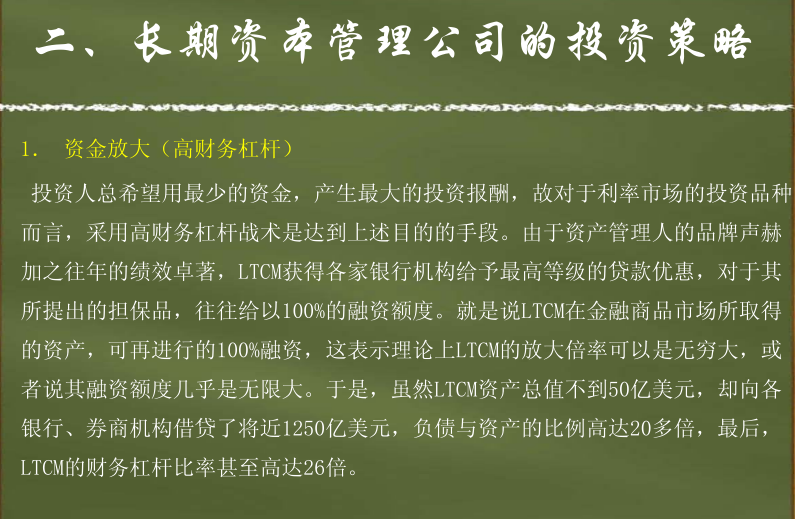 二、长期资本管理公司的投资策略
1. 资金放大（高财务杠杆）
投资人总希望用最少的资金，产生最大的投资报酬，故对于利率市场的投资品种
而言，采用高财务杠杆战术是达到上述目的的手段。由于资产管理人的品牌声赫
加之往年的绩效卓著，LTCM获得各家银行机构给予最高等级的贷款优惠，对于其
所提出的担保品，往往给以100%的融资额度。就是说LTCM在金融商品市场所取得
的资产，可再进行的100%融资，这表示理论上LTCM的放大倍率可以是无穷大，或
者说其融资额度几乎是无限大。于是，虽然LTCM资产总值不到50亿美元，却向各
银行、券商机构借贷了将近1250亿美元，负债与资产的比例高达20多倍，最后，
LTCM的财务杠杆比率甚至高达26倍。